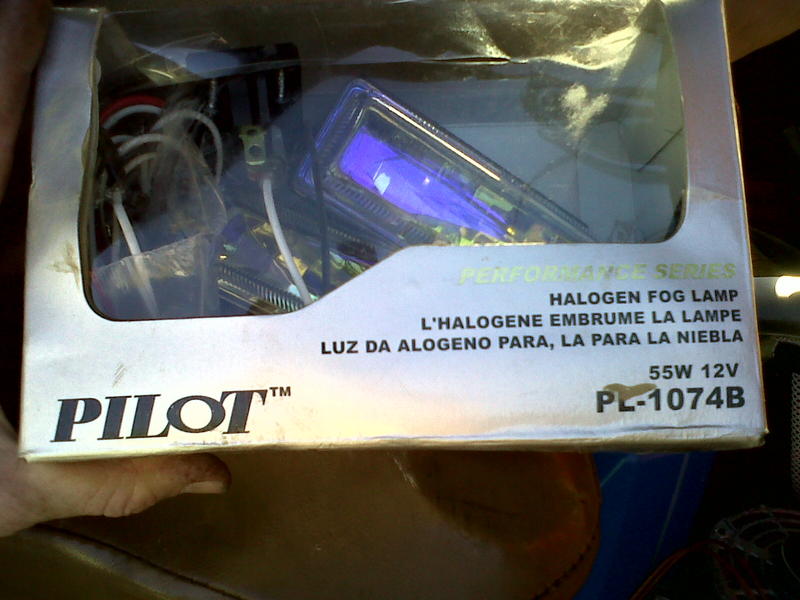 PERFORMANCE SERIES
HALOGEN FOG LAMP
L'HALOGENE EMBRUME LA LAMPE
LUZ DA ALOGENO PARA, LA PARA LA NIEBLA
55W 12V
PL-1074B
PILOT™